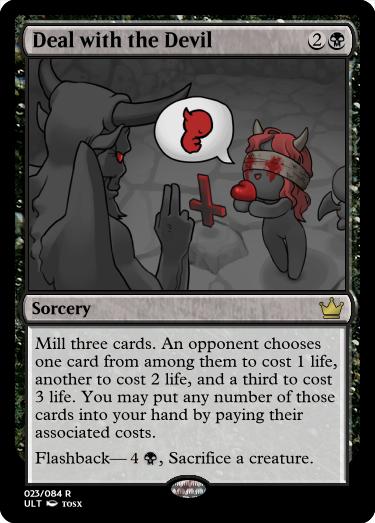 Deal with the Devil
2
Sorcery
Mill three cards. An opponent chooses
one card from among them to cost 1 life,
another to cost 2 life, and a third to cost
3 life. You may put any number of those
cards into your hand by paying their
associated costs.
Flashback— 4 , Sacrifice a creature.
023/084 R
ULT TOSX